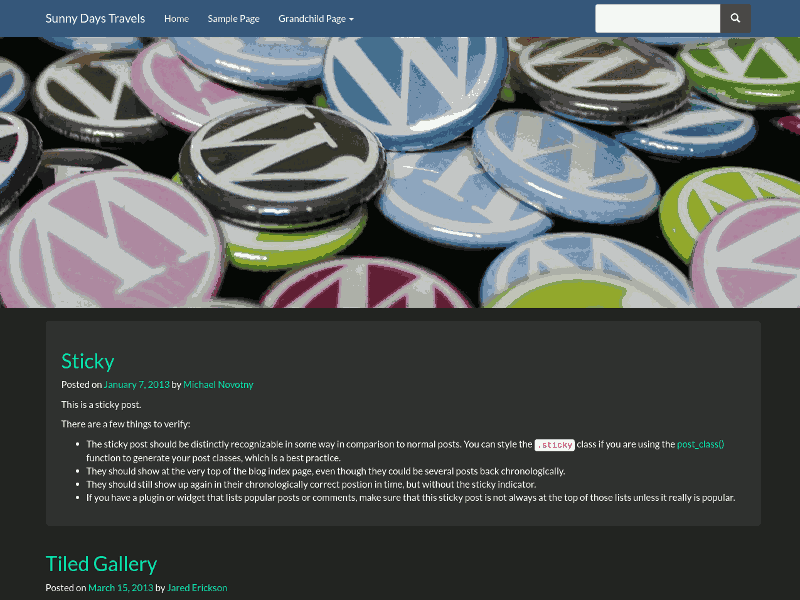 Sunny Days Travels Home Sample Page Grandchild Page
Sticky
Posted on January 7, 2013 by Michael Novotny
This is a sticky post.
There are a few things to verify:
The sticky post should be distinctly recognizable in some way in comparison to normal posts. You can style the .sticky class if you are using the post_class()
function to generate your post classes, which is a best practice.
They should show at the very top of the blog index page, even though they could be several posts back chronologically.
They should still show up again in their chronologically correct postion in time, but without the sticky indicator.
If you have a plugin or widget that lists popular posts or comments, make sure that this sticky post is not always at the top of those lists unless it really is popular.
Tiled Gallery
Posted on March 15, 2013 by Jared Erickson